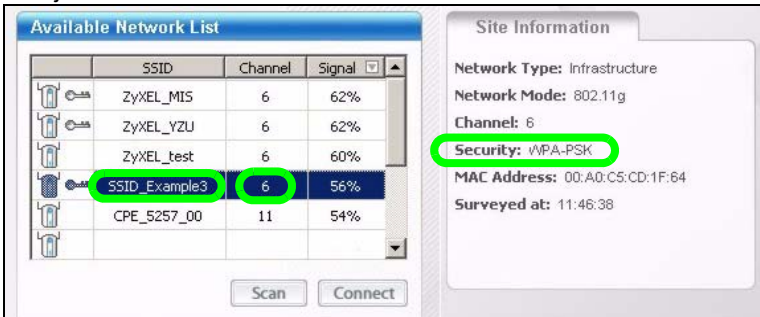 Available Network List
SSID Channel Signal
ZyXEL_MIS 6 62%
ZyXEL_YZU 6 62%
ZyXEL_test 6 60%
SSID_Example3 6 56%
CPE_5257_00 11 54%
Scan Connect
Site Information
Network Type: Infrastructure
Network Mode: 802.11g
Channel: 6
Security: WPA-PSK
MAC Address: 00:A0:C5:CD:1F:64
Surveyed at: 11:46:38